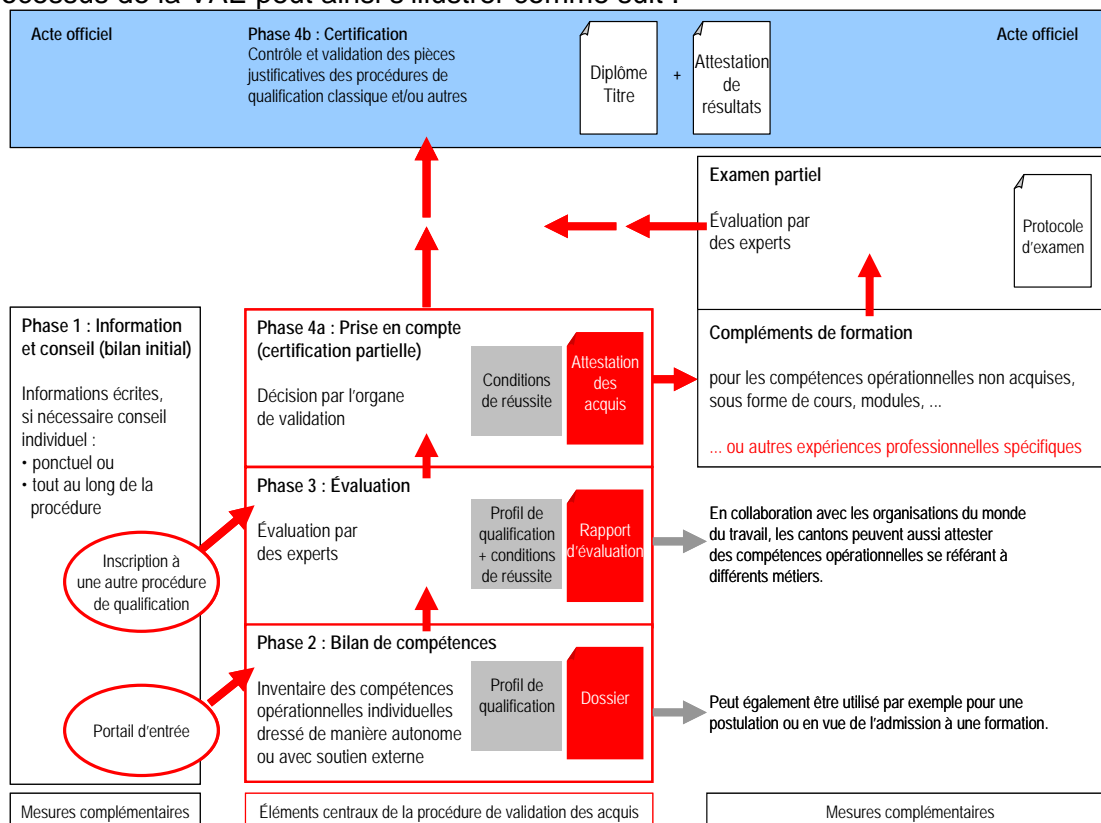 ocessus de la VAE peut ainsi s'illustrer comme suit :
Acte officiel
Phase 4b : Certification
Contrôle et validation des pièces
justificatives des procédures de
qualification classique et/ou autres
Diplôme
Titre
+
Attestation
de
résultats
Acte officiel
Examen partiel
Évaluation par
des experts
Protocole
d'examen
Phase 1 : Information
et conseil (bilan initial)
Informations écrites,
si nécessaire conseil
individuel :
• ponctuel ou
• tout au long de la
procédure
Inscription à
une autre procédure
de qualification
Portail d'entrée
Phase 4a : Prise en compte
(certification partielle)
Décision par l'organe
de validation
Conditions
de réussite
Attestation
des
acquis
Compléments de formation
pour les compétences opérationnelles non acquises,
sous forme de cours, modules, ...
... ou autres expériences professionnelles spécifiques
Phase 3 : Évaluation
Évaluation par
des experts
Profil de
qualification
+ conditions
de réussite
Rapport
d'évaluation
En collaboration avec les organisations du monde
du travail, les cantons peuvent aussi attester
des compétences opérationnelles se référant à
différents métiers.
Phase 2 : Bilan de compétences
Inventaire des compétences
opérationnelles individuelles
dressé de manière autonome
ou avec soutien externe
Profil de
qualification
Dossier
Peut également être utilisé par exemple pour une
postulation ou en vue de l'admission à une formation.
Mesures complémentaires
Éléments centraux de la procédure de validation des acquis
Mesures complémentaires